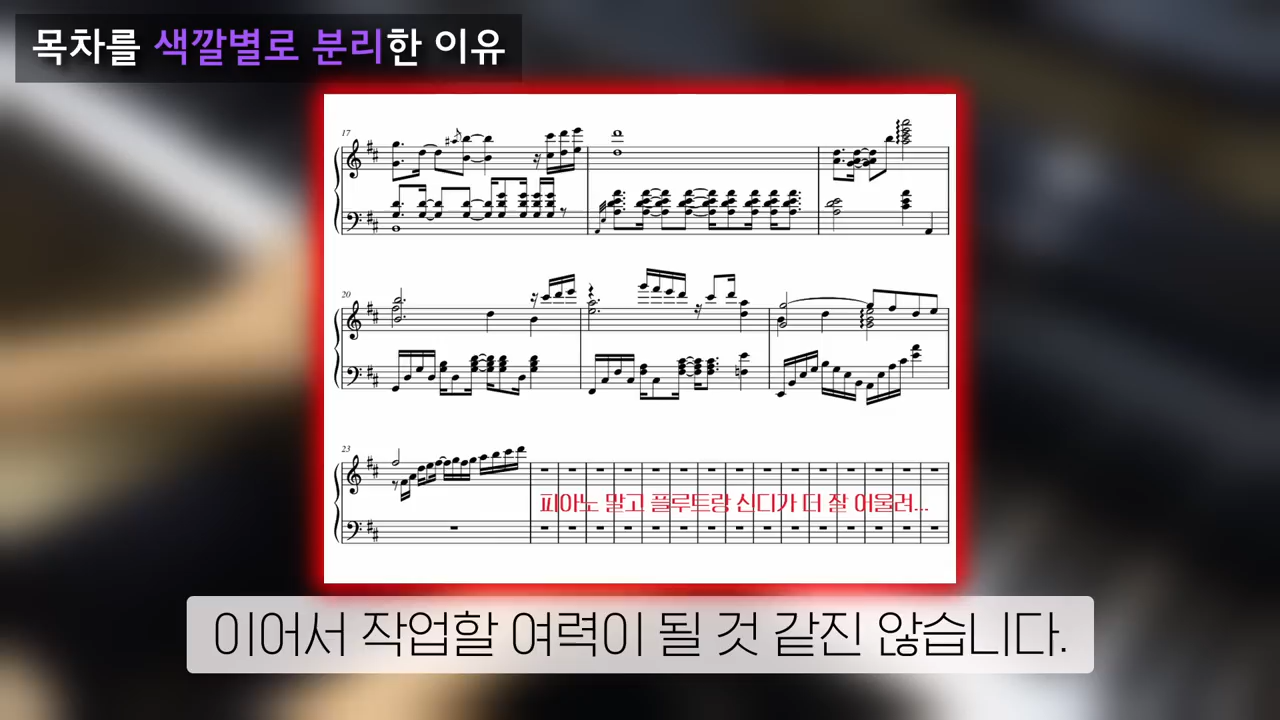 목차를 색깔별로 분리한 이유
17
20
23
피아노 말고 플루트랑 신디가 더 잘 어울려...
이어서 작업할 여력이 될 것 같진 않습니다.